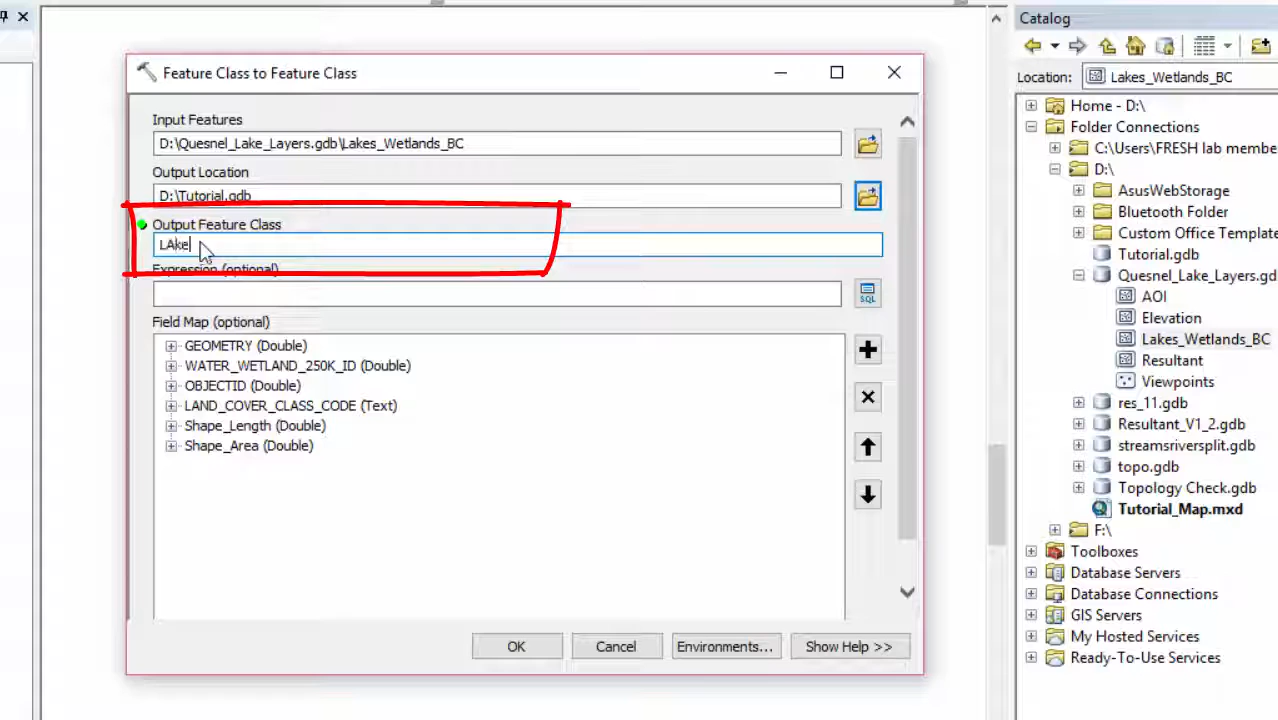 Feature Class to Feature Class
Input Features
D:\Quesnel_Lake_Layers.gdb\Lakes_Wetlands_BC
Output Location
D:\Tutorial.gdb
Output Feature Class
LAke
Expression (optional)
SQL
Field Map (optional)
GEOMETRY (Double)
WATER_WETLAND_250K_ID (Double)
OBJECTID (Double)
LAND_COVER_CLASS_CODE (Text)
Shape_Length (Double)
Shape_Area (Double)
OK
Cancel
Environments...
Show Help >>
Catalog
Location:
Lakes_Wetlands_BC
Home - D:\
Folder Connections
C:\Users\FRESH lab membe
D:\
AsusWebStorage
Bluetooth Folder
Custom Office Template
Tutorial.gdb
Quesnel_Lake_Layers.gd
AOI
Elevation
Lakes_Wetlands_BC
Resultant
Viewpoints
res_11.gdb
Resultant_V1_2.gdb
streamsriversplit.gdb
topo.gdb
Topology Check.gdb
Tutorial_Map.mxd
F:\
Toolboxes
Database Servers
Database Connections
GIS Servers
My Hosted Services
Ready-To-Use Services